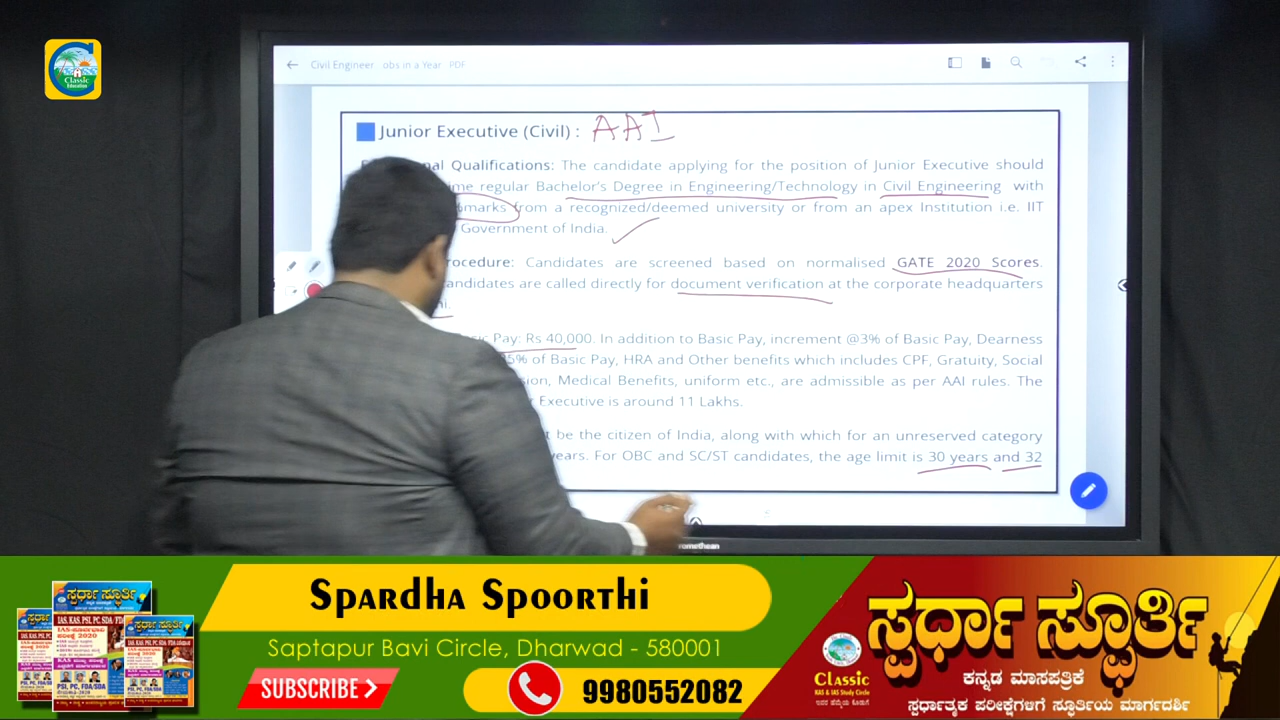 Classic
Education
Civil Engineer obs in a Year PDF
Junior Executive (Civil) : AAI
Qualifications: The candidate applying for the position of Junior Executive should
regular Bachelor's Degree in Engineering/Technology in Civil Engineering with
marks from a recognized/deemed university or from an apex Institution i.e. IIT
Government of India.
Candidates are screened based on normalised GATE 2020 Scores.
are called directly for document verification at the corporate headquarters
Pay: Rs 40,000. In addition to Basic Pay, increment @3% of Basic Pay, Dearness
of Basic Pay, HRA and Other benefits which includes CPF, Gratuity, Social
Medical Benefits, uniform etc., are admissible as per AAI rules. The
Executive is around 11 Lakhs.
be the citizen of India, along with which for an unreserved category
years. For OBC and SC/ST candidates, the age limit is 30 years and 32
Spardha Spoorthi
Saptapur Bavi Circle, Dharwad - 580001
SUBSCRIBE
9980552082
ಸ್ಪರ್ಧಾ ಸ್ಫೂರ್ತಿ
ಕನ್ನಡ ಮಾಸಪತ್ರಿಕೆ
ಸ್ಪರ್ಧಾತ್ಮಕ ಪರೀಕ್ಷೆಗಳಿಗೆ ಸ್ಫೂರ್ತಿಯ ಮಾರ್ಗದರ್ಶಿ
Classic
KAS & IAS Study Circle